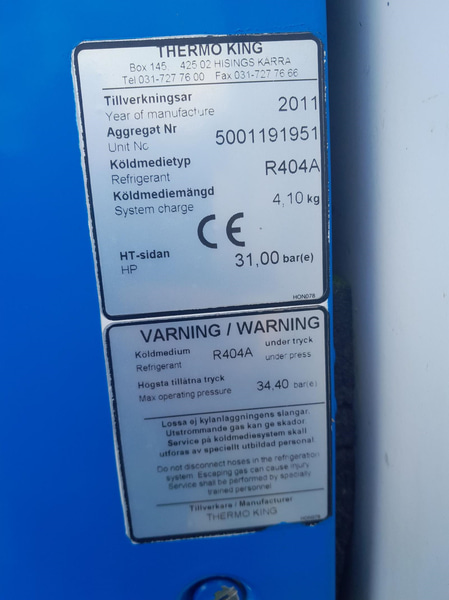 THERMO KING
Box 145 425 02 HISINGS KARRA
Tel 031-727 76 00 Fax 031-727 76 66
Tillverkningsar 2011
Year of manufacture
Aggregat Nr 5001191951
Unit No
Köldmedietyp R404A
Refrigerant
Köldmediemängd 4,10 kg
System charge
CE
HT-sidan 31,00 bar(e)
HP
HON078
VARNING / WARNING
Köldmedium R404A under tryck
Refrigerant under press
Högsta tillåtna tryck 34,40 bar(e)
Max operating pressure
Lossa ej kylanläggningens slangar.
Utströmmande gas kan ge skador.
Service på köldmediesystem skall
utföras av speciellt utbildad personal
Do not disconnect hoses in the refrigeration
system. Escaping gas can cause injury
Service shall be performed by specially
trained personnel.
Tillverkare / Manufacturer
THERMO KING